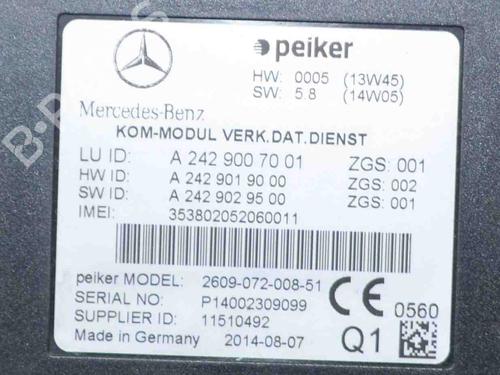 peiker
HW: 0005 (13W45)
SW: 5.8 (14W05)
Mercedes-Benz
KOM-MODUL VERK.DAT.DIENST
LU ID: A 242 900 70 01 ZGS: 001
HW ID: A 242 901 90 00 ZGS: 002
SW ID: A 242 902 95 00 ZGS: 001
IMEI: 353802052060011
peiker MODEL: 2609-072-008-51
SERIAL NO: P14002309099
SUPPLIER ID: 11510492
Made in Germany 2014-08-07
CE 0560
Q1